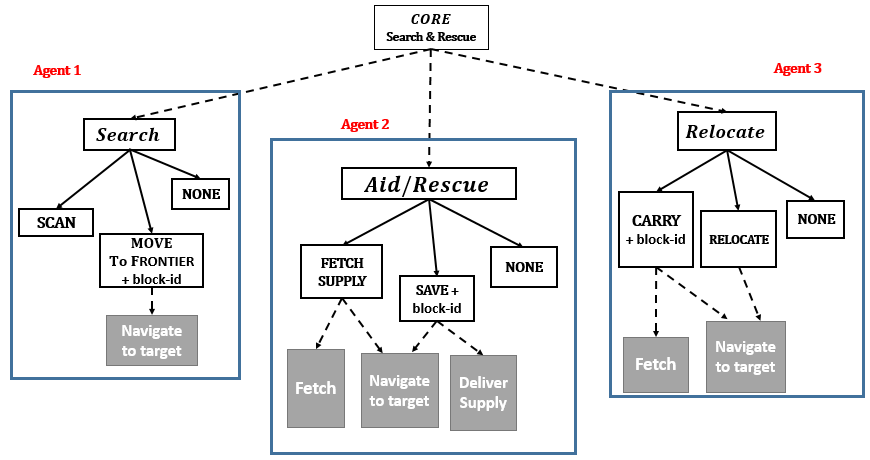 CORE
Search & Rescue
Agent 1
Search
SCAN
MOVE
To FRONTIER
+ block-id
NONE
Navigate
to target
Agent 2
Aid/Rescue
FETCH
SUPPLY
SAVE +
block-id
NONE
Fetch
Navigate
to target
Deliver
Supply
Agent 3
Relocate
CARRY
+ block-id
RELOCATE
NONE
Fetch
Navigate
to target